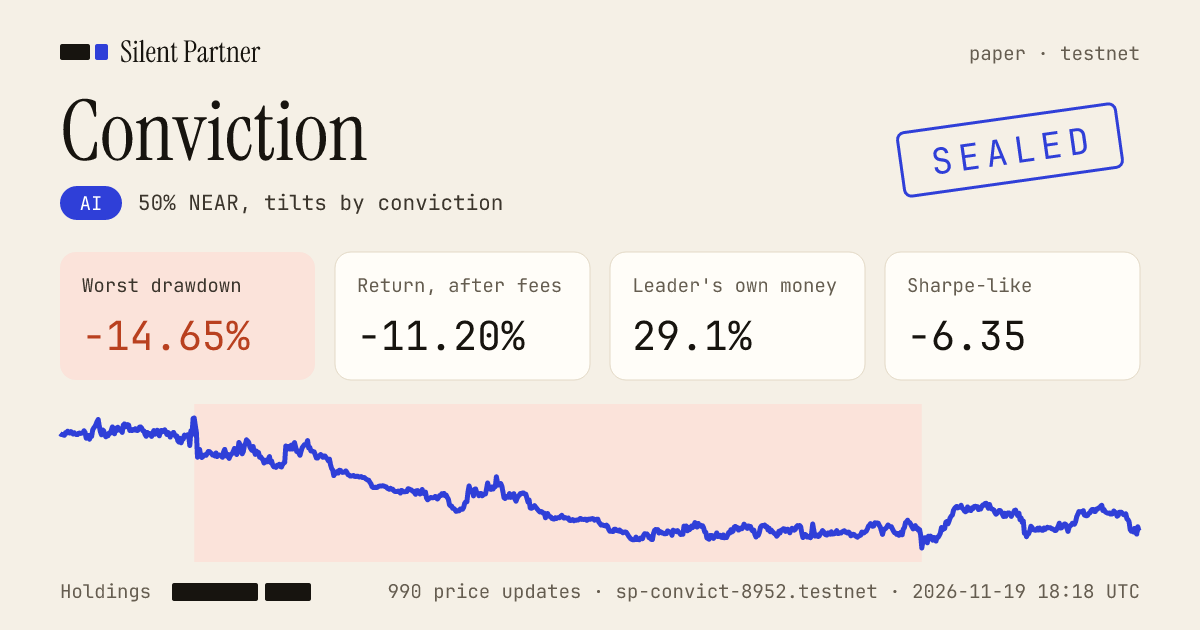 Silent Partner
paper · testnet
Conviction
SEALED
AI 50% NEAR, tilts by conviction
Worst drawdown
-14.65%
Return, after fees
-11.20%
Leader's own money
29.1%
Sharpe-like
-6.35
Holdings
990 price updates · sp-convict-8952.testnet · 2026-11-19 18:18 UTC